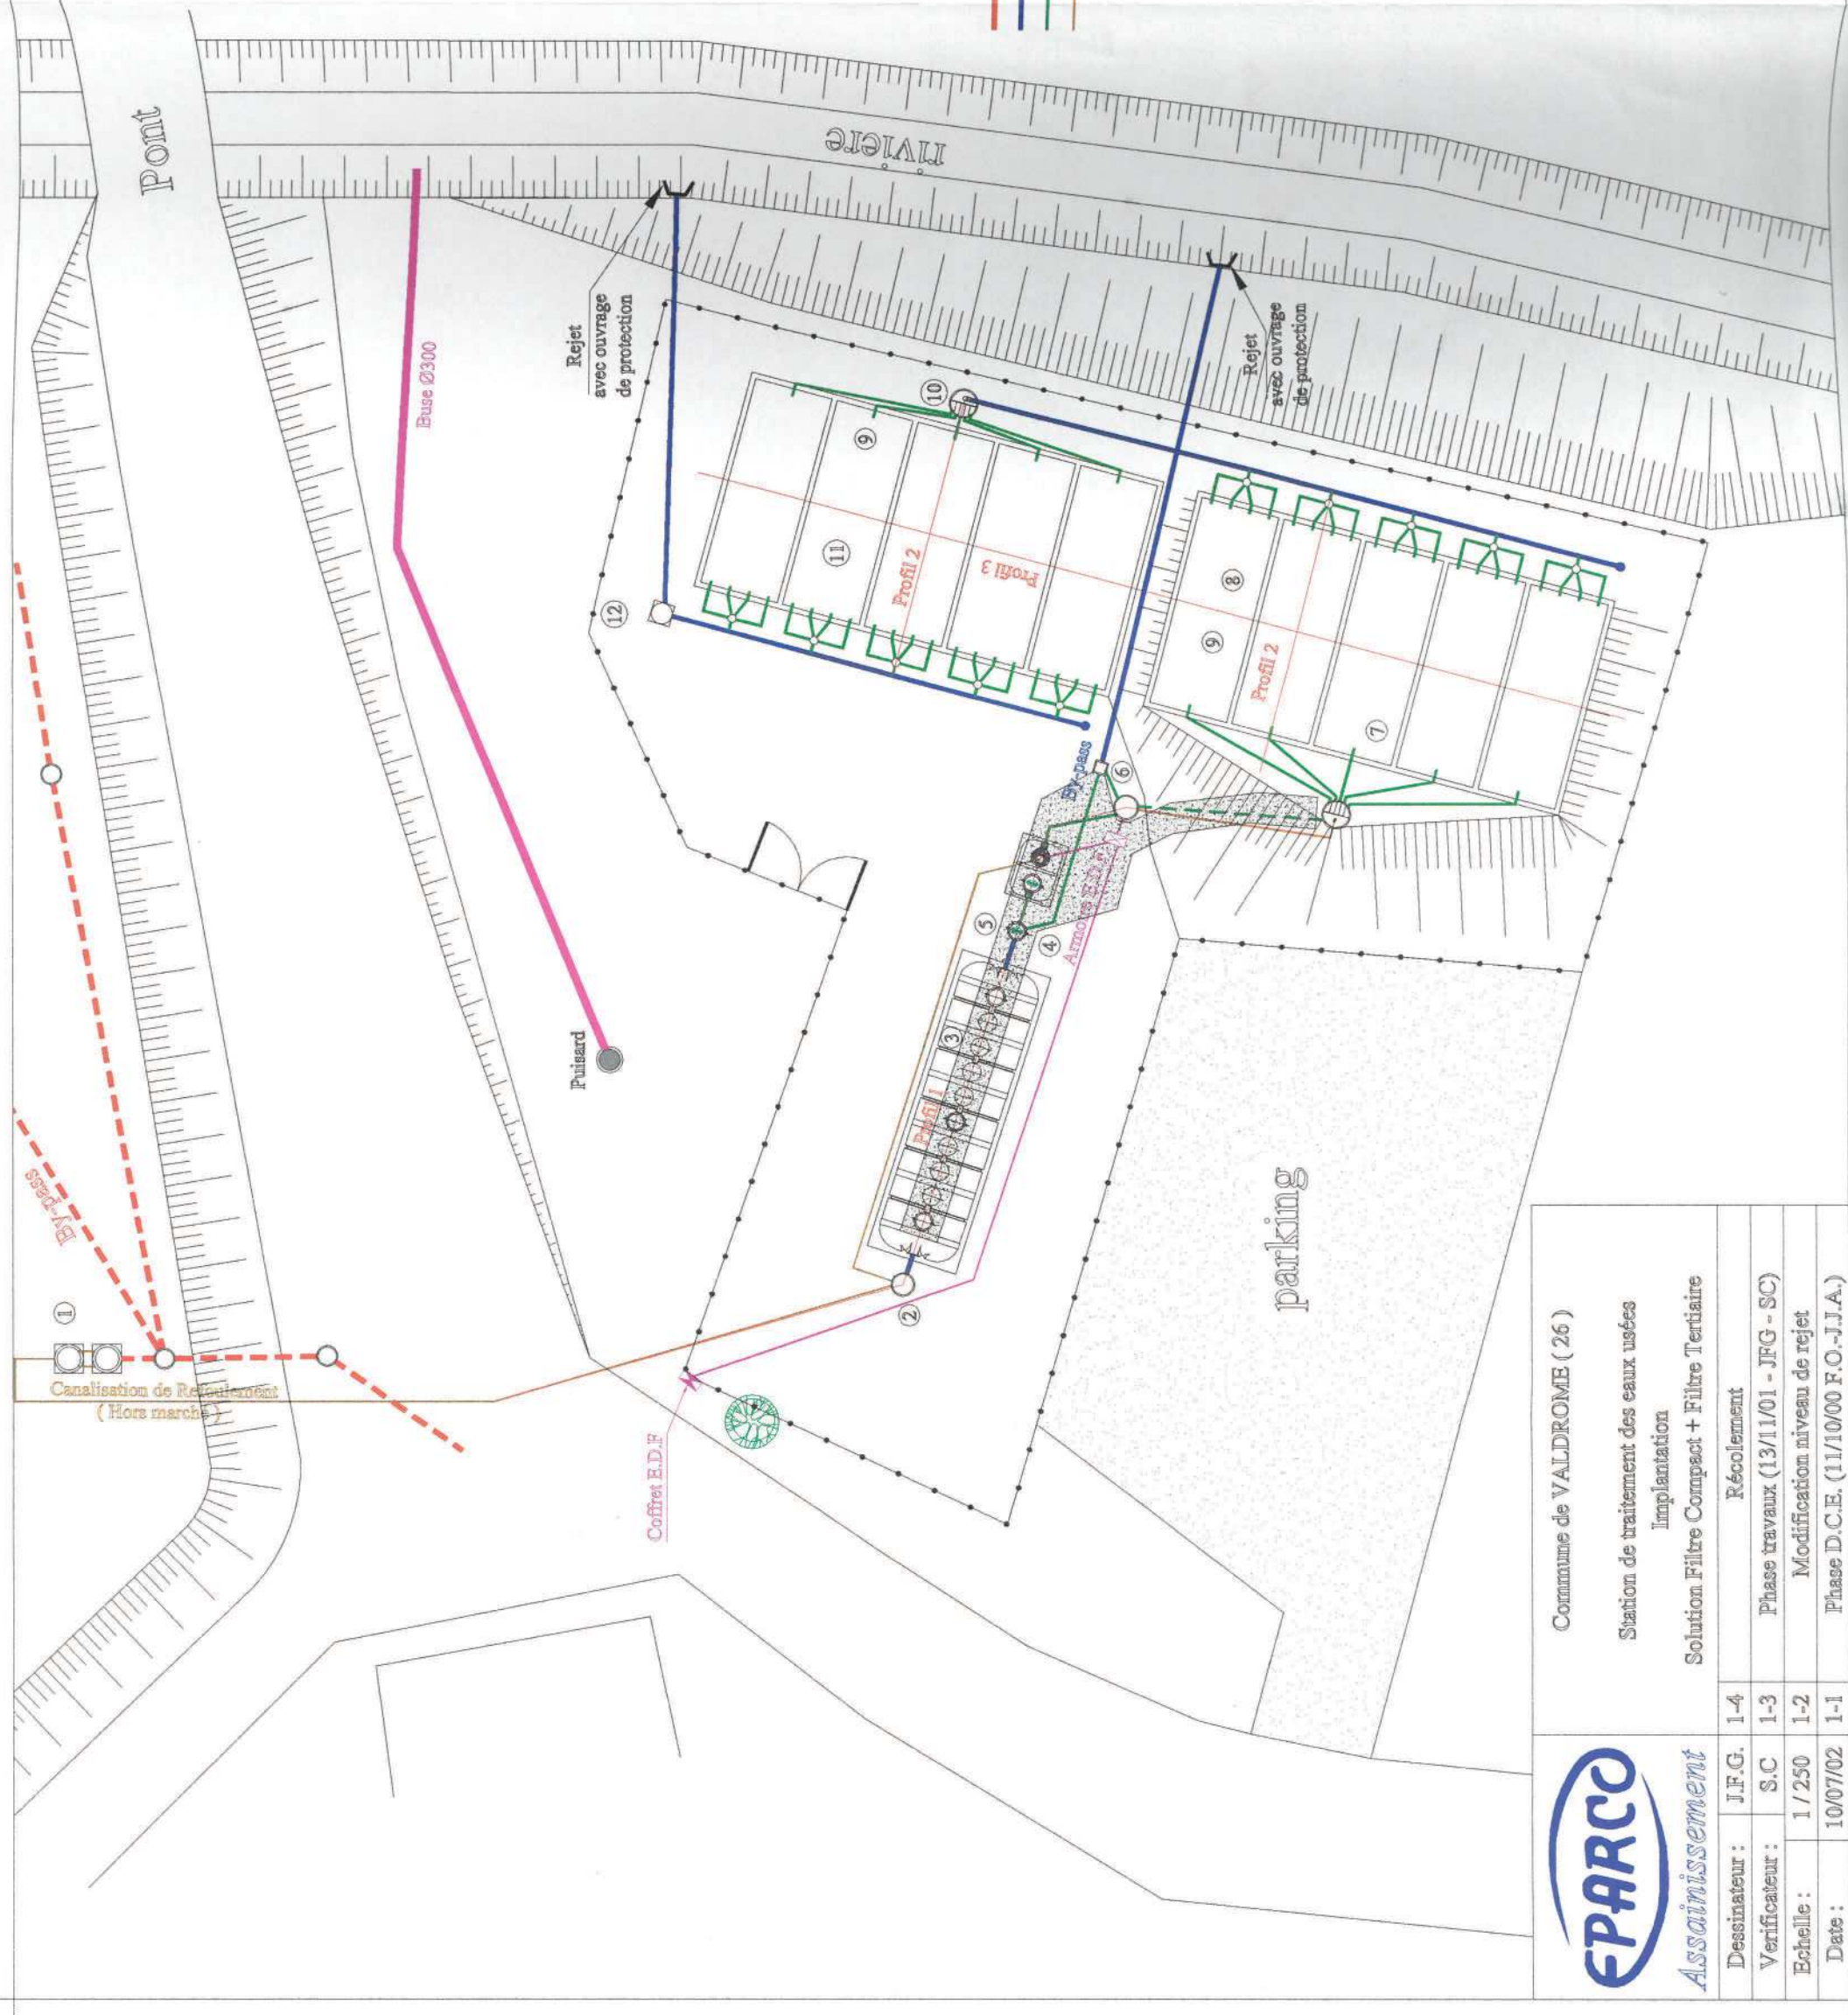 Pont
rivière
By-pass
①
Canalisation de Refoulement
( Hors marché )
Buse Ø300
Rejet
avec ouvrage
de protection
Puisard
⑫
⑩
⑨
⑪
Profil 2
Profil 3
Rejet
avec ouvrage
de protection
⑧
⑨
Profil 2
⑦
By-pass
⑥
⑤
④
Armoire E.D.F
③
Profil 1
②
Coffret E.D.F
parking
EPARCO
Assainissement
Commune de VALDROME ( 26 )
Station de traitement des eaux usées
Implantation
Solution Filtre Compact + Filtre Tertiaire
Dessinateur : J.F.G. 1-4 Récolement
Verificateur : S.C 1-3 Phase travaux (13/11/01 - JFG - SC)
Echelle : 1 / 250 1-2 Modification niveau de rejet
Date : 10/07/02 1-1 Phase D.C.E. (11/10/00 F.O.-J.J.A.)